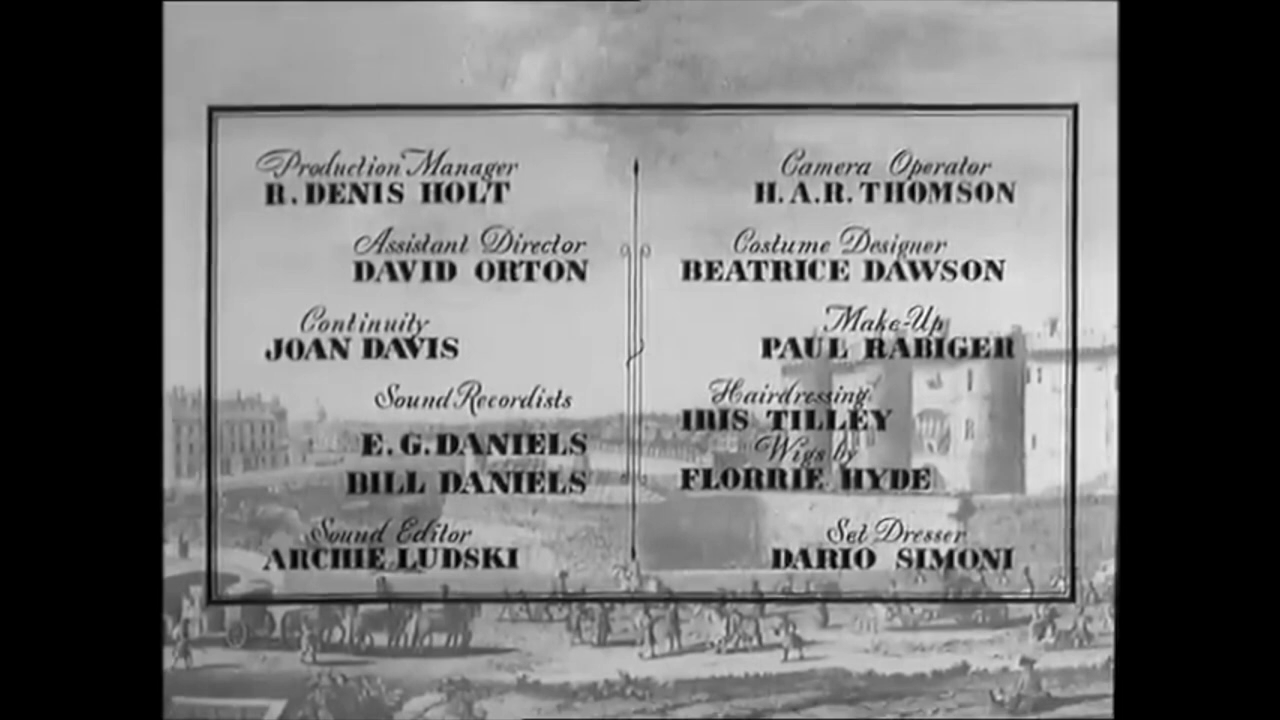 Production Manager
R. DENIS HOLT
Assistant Director
DAVID ORTON
Continuity
JOAN DAVIS
Sound Recordists
E. G. DANIELS
BILL DANIELS
Sound Editor
ARCHIE LUDSKI
Camera Operator
H. A. R. THOMSON
Costume Designer
BEATRICE DAWSON
Make-Up
PAUL RABIGER
Hairdressing
IRIS TILLEY
Wigs by
FLORRIE HYDE
Set Dresser
DARIO SIMONI